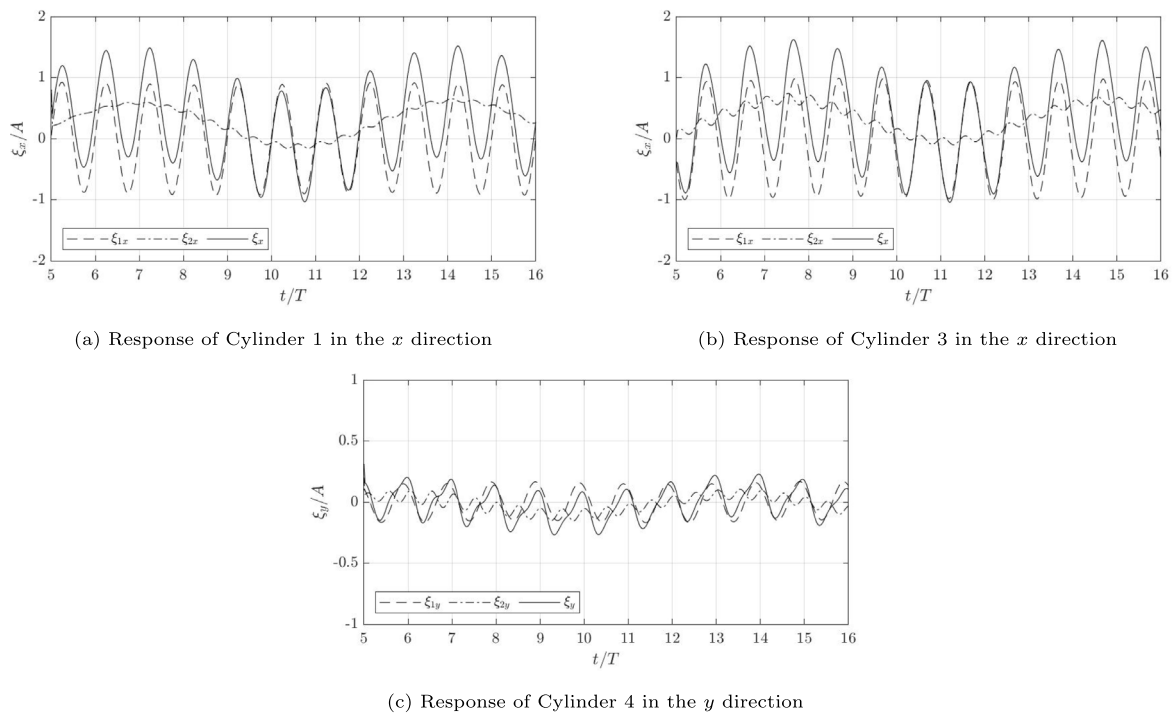 2
1
0
-1
-2
ξx/A
5 6 7 8 9 10 11 12 13 14 15 16
t/T
ξ1x ξ2x ξx
(a) Response of Cylinder 1 in the x direction
2
1
0
-1
-2
ξx/A
5 6 7 8 9 10 11 12 13 14 15 16
t/T
ξ1x ξ2x ξx
(b) Response of Cylinder 3 in the x direction
1
0.5
0
-0.5
-1
ξy/A
5 6 7 8 9 10 11 12 13 14 15 16
t/T
ξ1y ξ2y ξy
(c) Response of Cylinder 4 in the y direction